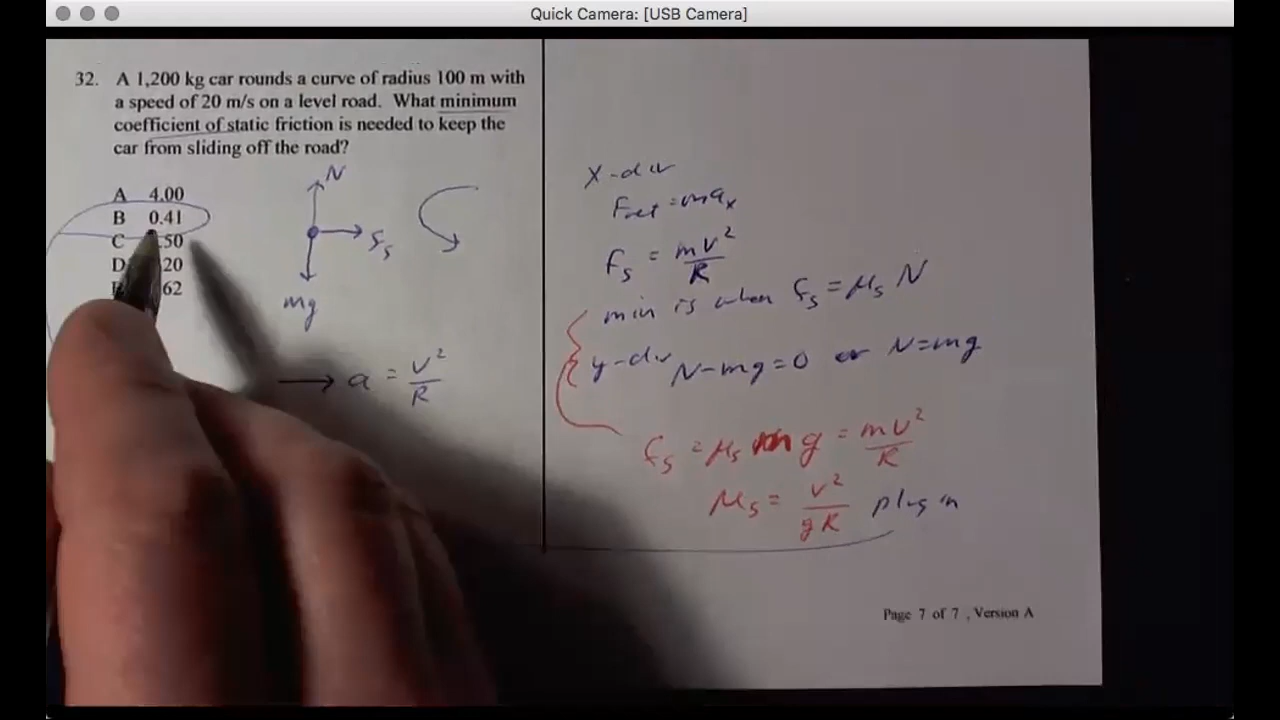 Quick Camera: [USB Camera]
32. A 1,200 kg car rounds a curve of radius 100 m with
a speed of 20 m/s on a level road. What minimum
coefficient of static friction is needed to keep the
car from sliding off the road?
A 4.00
B 0.41
C .50
D 20
62
N
fs
mg
→ a = v²/R
x-dir
Fnet = max
fs = mv²/R
min is when fs = μs N
y-dir N-mg=0 or N=mg
fs = μs mg = mv²/R
μs = v²/gR plug in
Page 7 of 7 , Version A